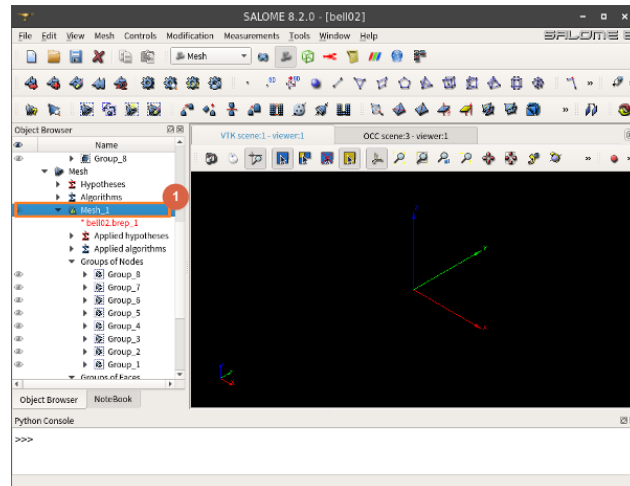 SALOME 8.2.0 - [bell02]
File Edit View Mesh Controls Modification Measurements Tools Window Help
SALOME
Mesh
Object Browser
VTK scene:1 - viewer:1
OCC scene:3 - viewer:1
Name
Group_8
Mesh
Hypotheses
Algorithms
1
Mesh_1
* bell02.brep_1
Applied hypotheses
Applied algorithms
Groups of Nodes
Group_8
Group_7
Group_6
Group_5
Group_4
Group_3
Group_2
Group_1
Groups of Faces
Object Browser
NoteBook
Python Console
>>>